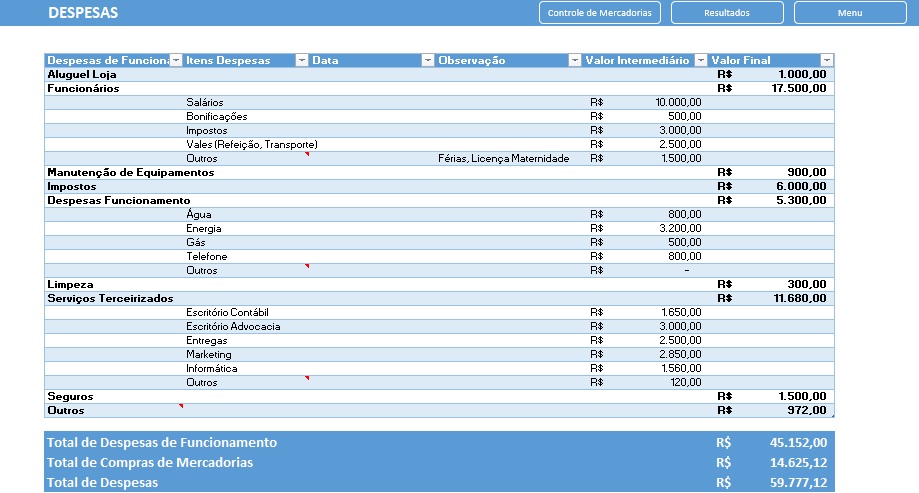 DESPESAS Controle de Mercadorias Resultados Menu
Despesas de Funcion: Itens Despesas Data Observação Valor Intermediário Valor Final
Aluguel Loja R$ 1.000,00
Funcionários R$ 17.500,00
Salários R$ 10.000,00
Bonificações R$ 500,00
Impostos R$ 3.000,00
Vales (Refeição, Transporte) R$ 2.500,00
Outros Férias, Licença Maternidade R$ 1.500,00
Manutenção de Equipamentos R$ 900,00
Impostos R$ 6.000,00
Despesas Funcionamento R$ 5.300,00
Água R$ 800,00
Energia R$ 3.200,00
Gás R$ 500,00
Telefone R$ 800,00
Outros R$ -
Limpeza R$ 300,00
Serviços Terceirizados R$ 11.680,00
Escritório Contábil R$ 1.650,00
Escritório Advocacia R$ 3.000,00
Entregas R$ 2.500,00
Marketing R$ 2.850,00
Informática R$ 1.560,00
Outros R$ 120,00
Seguros R$ 1.500,00
Outros R$ 972,00
Total de Despesas de Funcionamento R$ 45.152,00
Total de Compras de Mercadorias R$ 14.625,12
Total de Despesas R$ 59.777,12